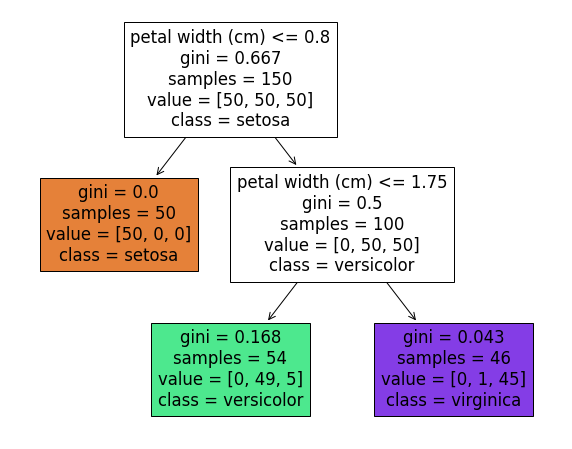 petal width (cm) <= 0.8
gini = 0.667
samples = 150
value = [50, 50, 50]
class = setosa
gini = 0.0
samples = 50
value = [50, 0, 0]
class = setosa
petal width (cm) <= 1.75
gini = 0.5
samples = 100
value = [0, 50, 50]
class = versicolor
gini = 0.168
samples = 54
value = [0, 49, 5]
class = versicolor
gini = 0.043
samples = 46
value = [0, 1, 45]
class = virginica